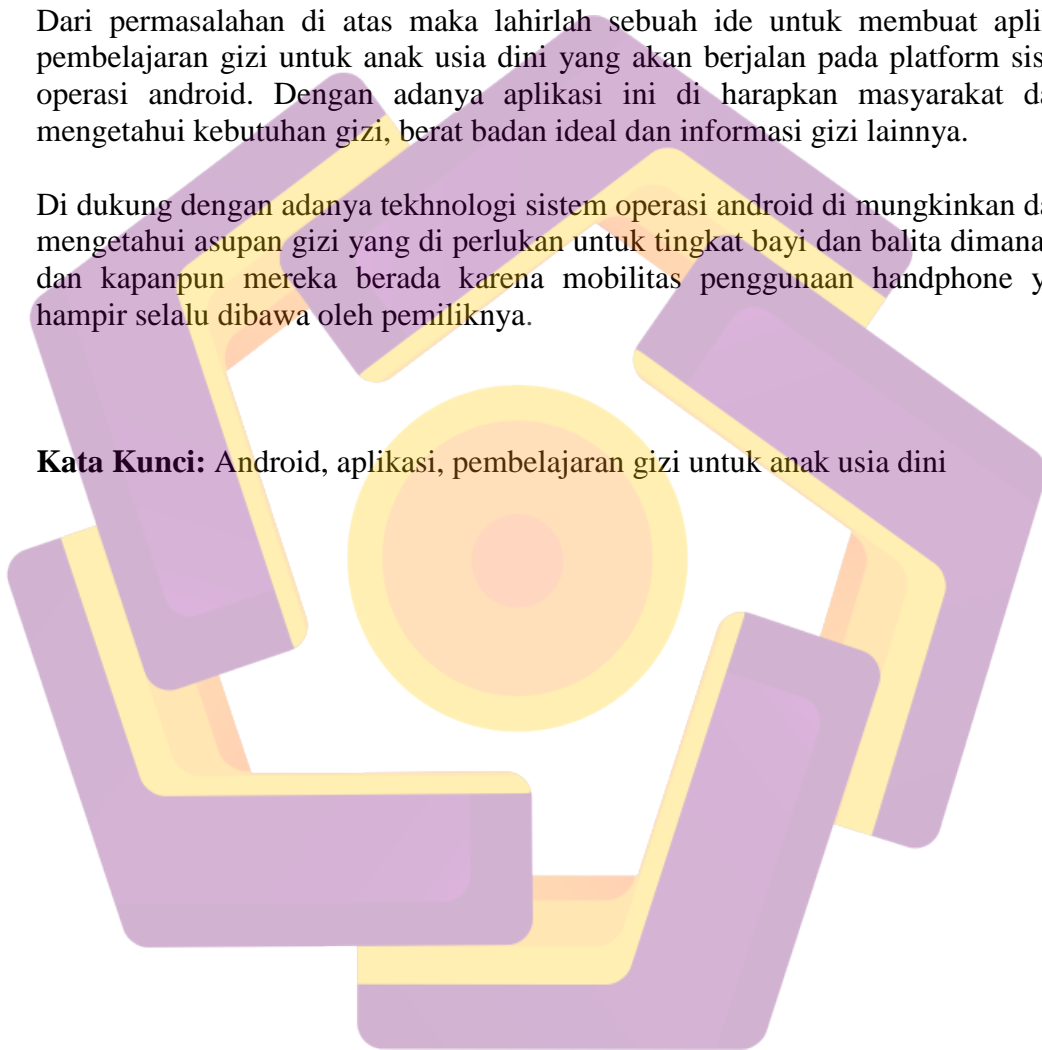 Dari permasalahan di atas maka lahirlah sebuah ide untuk membuat apli
pembelajaran gizi untuk anak usia dini yang akan berjalan pada platform sis
operasi android. Dengan adanya aplikasi ini di harapkan masyarakat da
mengetahui kebutuhan gizi, berat badan ideal dan informasi gizi lainnya.
Di dukung dengan adanya tekhnologi sistem operasi android di mungkinkan da
mengetahui asupan gizi yang di perlukan untuk tingkat bayi dan balita dimana
dan kapanpun mereka berada karena mobilitas penggunaan handphone y
hampir selalu dibawa oleh pemiliknya.
Kata Kunci: Android, aplikasi, pembelajaran gizi untuk anak usia dini